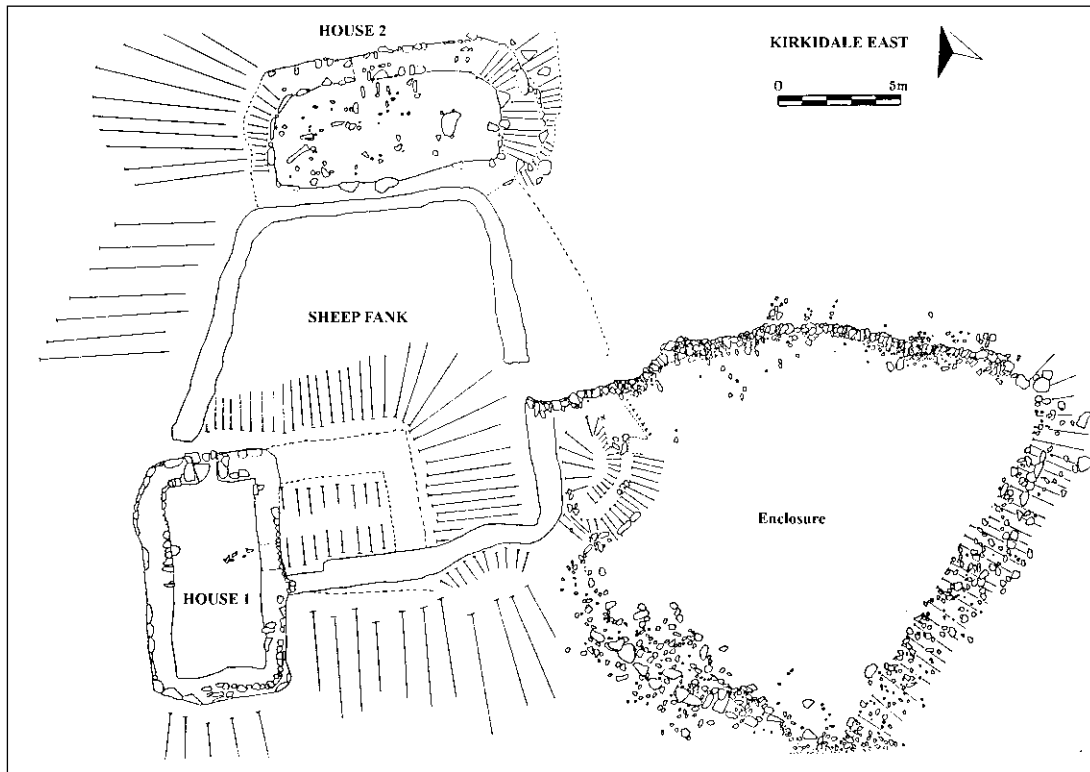 HOUSE 2
KIRKIDALE EAST
0 5m
SHEEP FANK
Enclosure
HOUSE 1